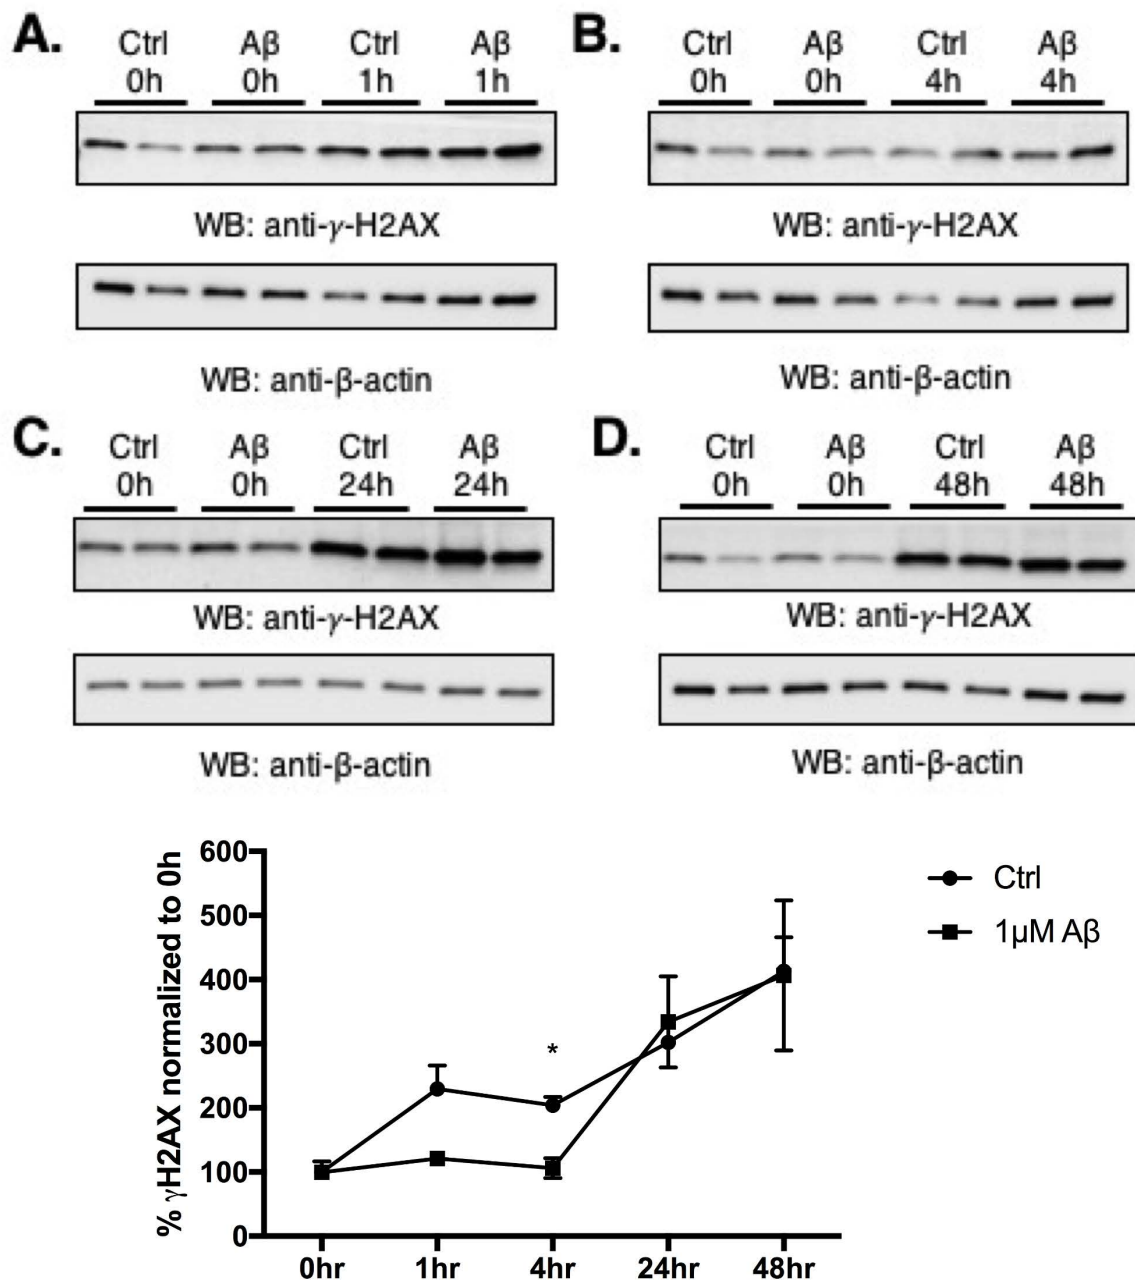 A. Ctrl Aβ Ctrl Aβ
0h 0h 1h 1h
WB: anti-γ-H2AX
WB: anti-β-actin
B. Ctrl Aβ Ctrl Aβ
0h 0h 4h 4h
WB: anti-γ-H2AX
WB: anti-β-actin
C. Ctrl Aβ Ctrl Aβ
0h 0h 24h 24h
WB: anti-γ-H2AX
WB: anti-β-actin
D. Ctrl Aβ Ctrl Aβ
0h 0h 48h 48h
WB: anti-γ-H2AX
WB: anti-β-actin
% γH2AX normalized to 0h
600
500
400
300
200
100
0
*
0hr 1hr 4hr 24hr 48hr
Ctrl
1µM Aβ